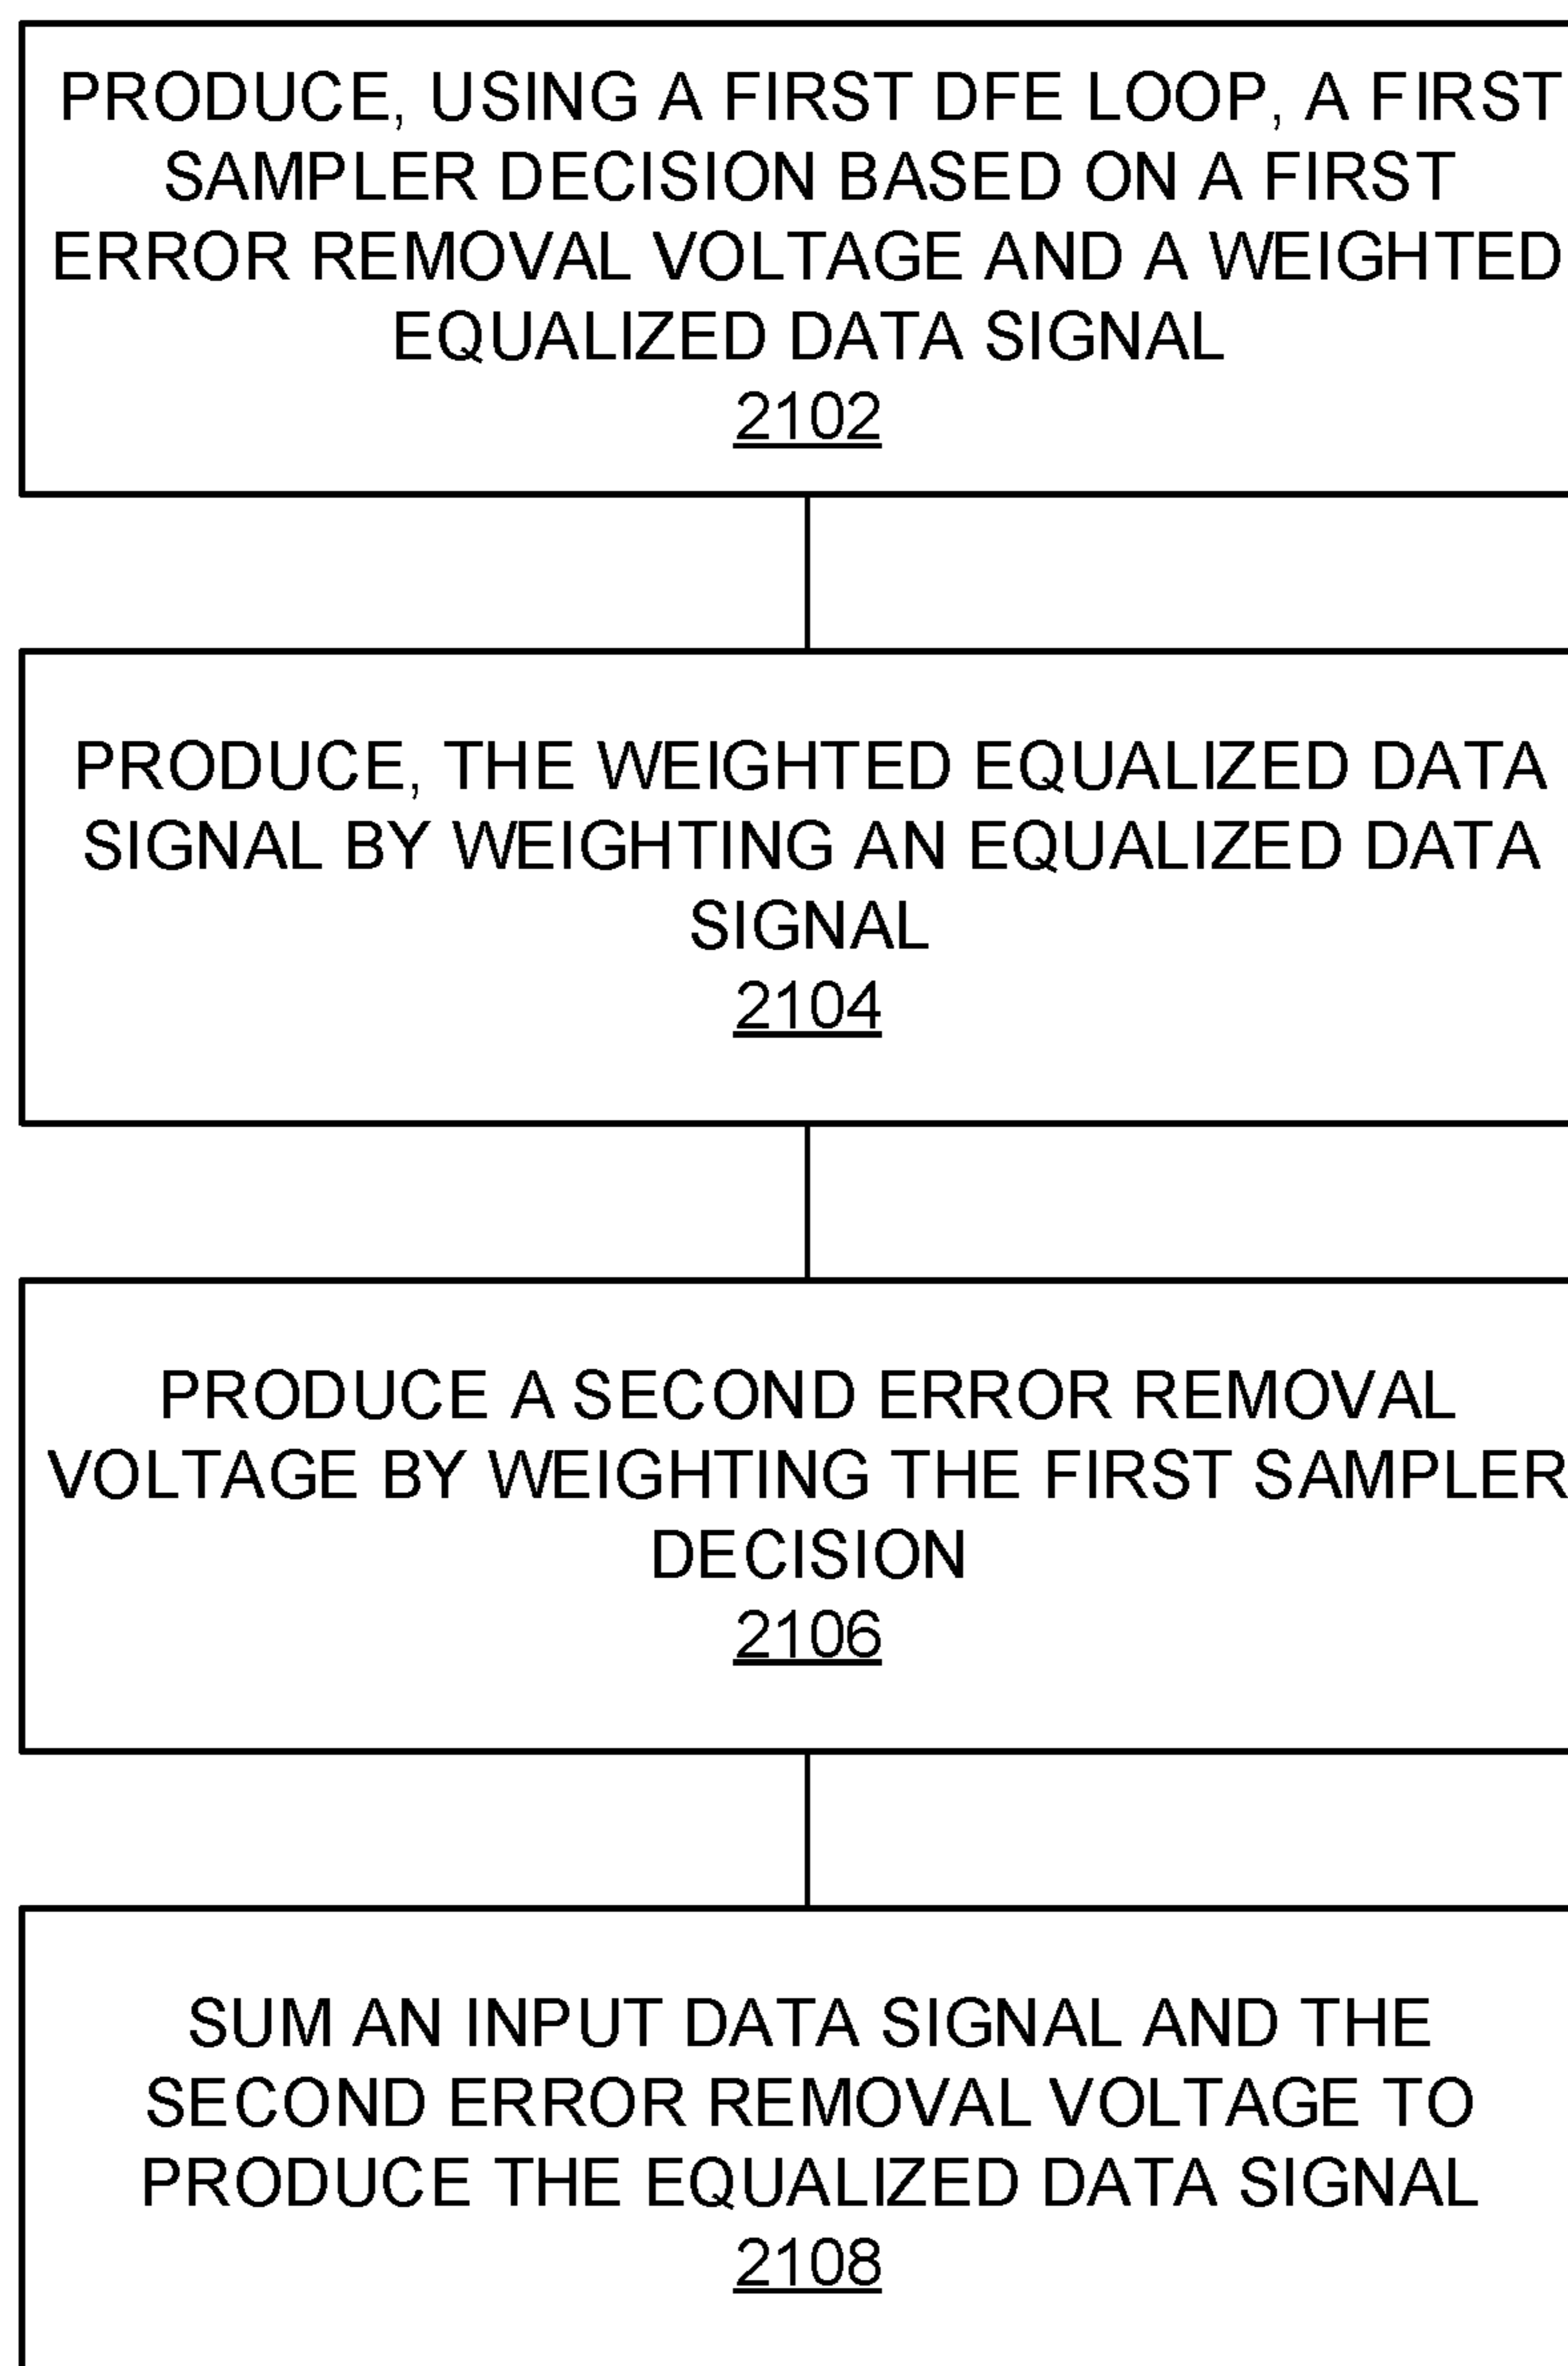 PRODUCE, USING A FIRST DFE LOOP, A FIRST
SAMPLER DECISION BASED ON A FIRST
ERROR REMOVAL VOLTAGE AND A WEIGHTED
EQUALIZED DATA SIGNAL
2102
PRODUCE, THE WEIGHTED EQUALIZED DATA
SIGNAL BY WEIGHTING AN EQUALIZED DATA
SIGNAL
2104
PRODUCE A SECOND ERROR REMOVAL
VOLTAGE BY WEIGHTING THE FIRST SAMPLER
DECISION
2106
SUM AN INPUT DATA SIGNAL AND THE
SECOND ERROR REMOVAL VOLTAGE TO
PRODUCE THE EQUALIZED DATA SIGNAL
2108